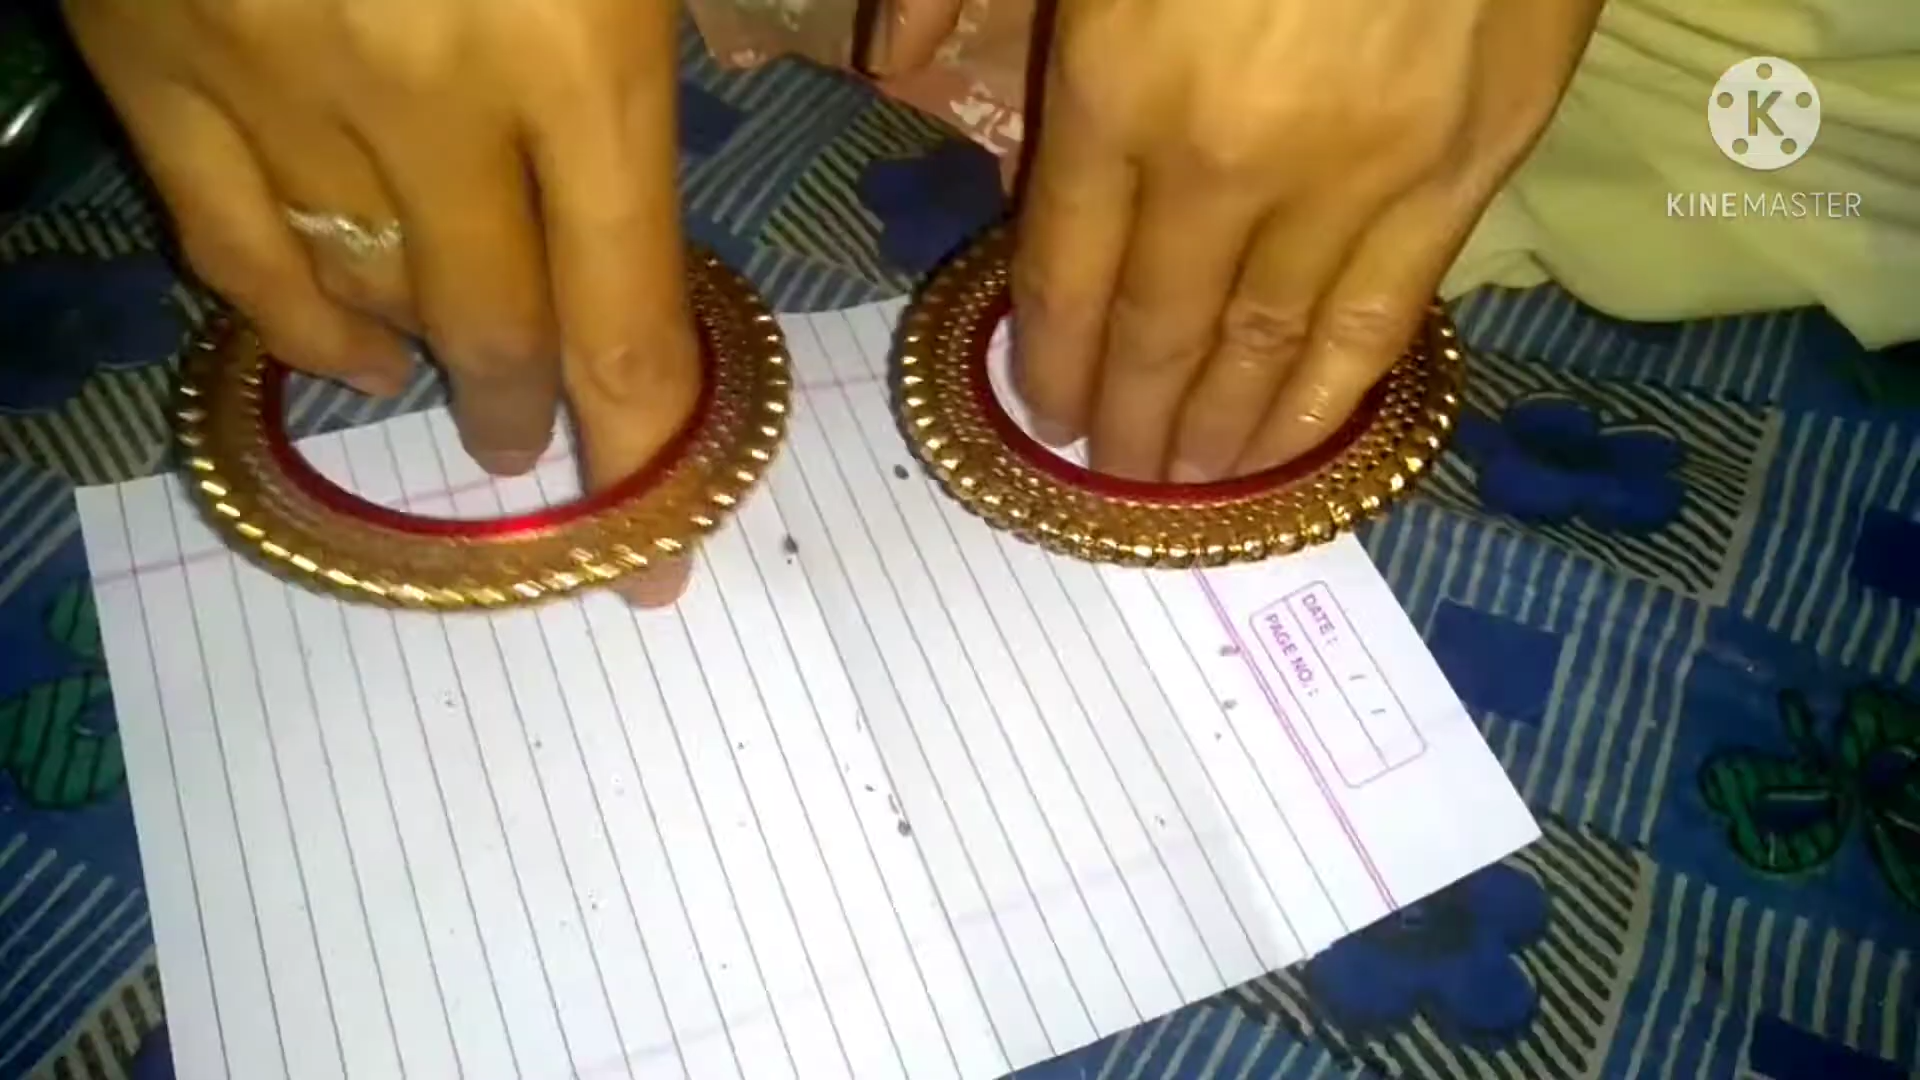 K
KINEMASTER
DATE : / /
PAGE NO. :